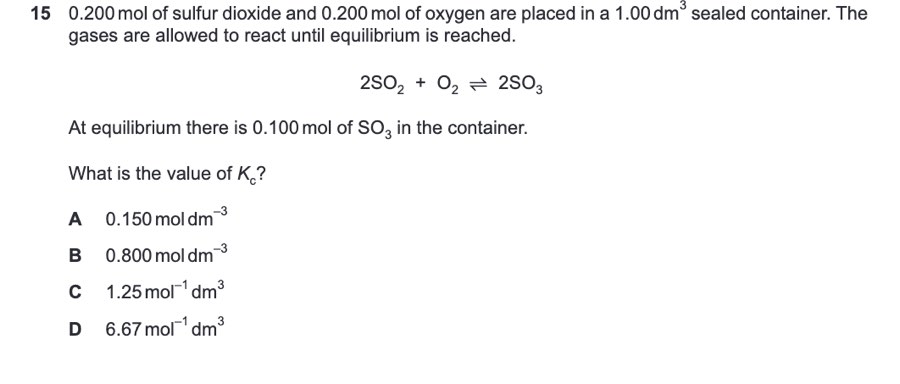 15 0.200 mol of sulfur dioxide and 0.200 mol of oxygen are placed in a 1.00 dm³ sealed container. The
gases are allowed to react until equilibrium is reached.
2SO₂ + O₂ ⇌ 2SO₃
At equilibrium there is 0.100 mol of SO₃ in the container.
What is the value of K꜀?
A 0.150 mol dm⁻³
B 0.800 mol dm⁻³
C 1.25 mol⁻¹ dm³
D 6.67 mol⁻¹ dm³